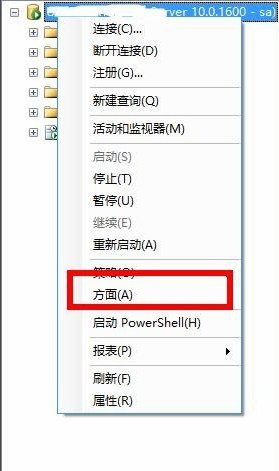 Server 10.0.1600 - sa)
连接(C)...
断开连接(D)
注册(G)...
新建查询(Q)
活动和监视器(M)
启动(S)
停止(T)
暂停(U)
继续(E)
重新启动(A)
策略(O)
方面(A)
启动 PowerShell(H)
报表(P)
刷新(F)
属性(R)